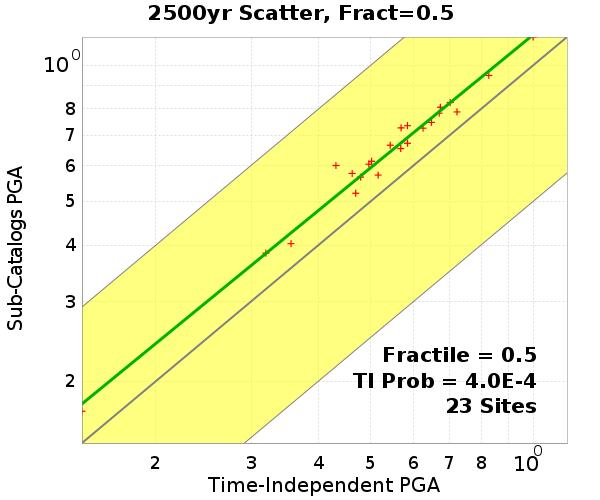 2500yr Scatter, Fract=0.5
Sub-Catalogs PGA
10⁰
8
7
6
5
4
3
2
Fractile = 0.5
TI Prob = 4.0E-4
23 Sites
2 3 4 5 6 7 8 10⁰
Time-Independent PGA